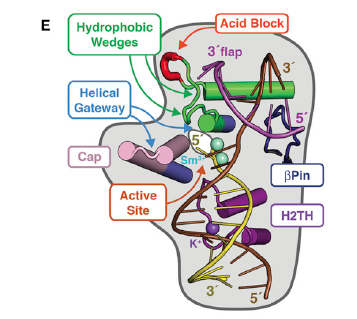 E
Hydrophobic
Wedges
Acid Block
3´flap
3´
Helical
Gateway
5´
5´
Cap
Sm³⁺
Active
Site
βPin
H2TH
K⁺
3´
5´